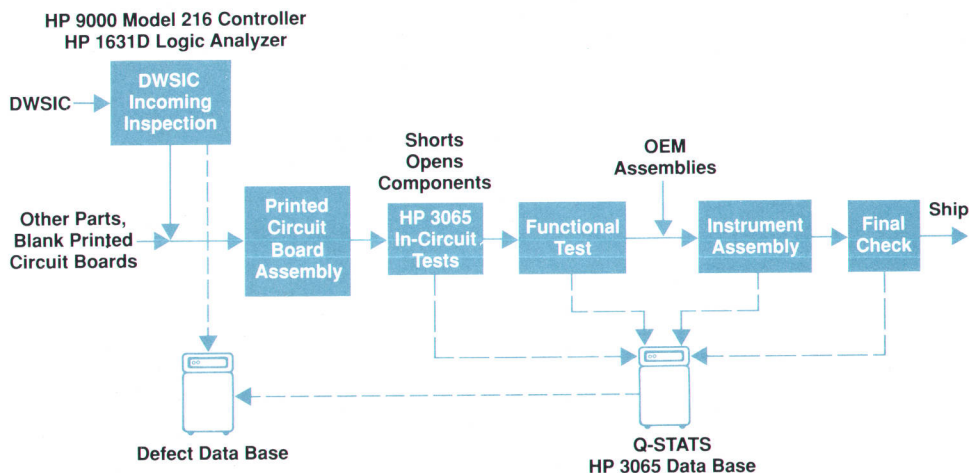 HP 9000 Model 216 Controller
HP 1631D Logic Analyzer
DWSIC
DWSIC
Incoming
Inspection
Other Parts,
Blank Printed
Circuit Boards
Printed
Circuit
Board
Assembly
Shorts
Opens
Components
HP 3065
In-Circuit
Tests
Functional
Test
OEM
Assemblies
Instrument
Assembly
Final
Check
Ship
Defect Data Base
Q-STATS
HP 3065 Data Base